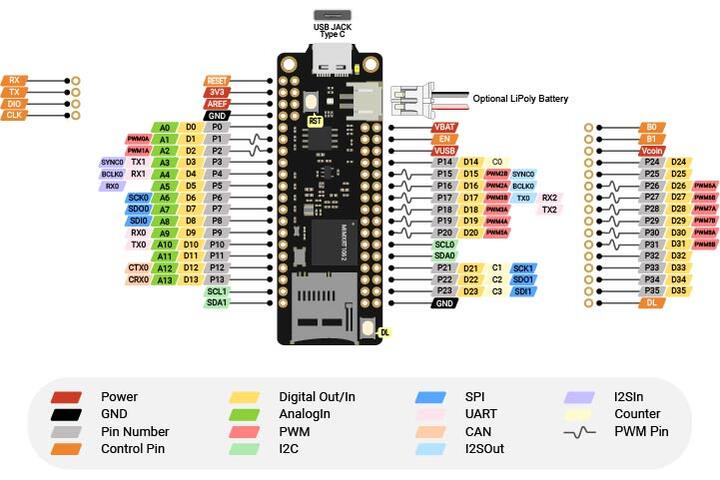 USB JACK
Type C
RX
TX
DIO
CLK
RESET
3V3
AREF
GND
A0 D0 P0
PWM0A A1 D1 P1
PWM1A A2 D2 P2
SYNC0 TX1 A3 D3 P3
BCLK0 RX1 A4 D4 P4
RX0 A5 D5 P5
SCK0 A6 D6 P6
SDO0 A7 D7 P7
SDI0 A8 D8 P8
RX0 A9 D9 P9
TX0 A10 D10 P10
A11 D11 P11
CTX0 A12 D12 P12
CRX0 A13 D13 P13
SCL1
SDA1
RST
MIMXRT1062
DL
Optional LiPoly Battery
VBAT
EN
VUSB
P14 D14 C0
P15 D15 PWM2B SYNC0
P16 D16 PWM2A BCLK0
P17 D17 PWM3B TX0 RX2
P18 D18 PWM3A TX2
P19 D19 PWM4B
P20 D20 PWM5A
SCL0
SDA0
P21 D21 C1 SCK1
P22 D22 C2 SDO1
P23 D23 C3 SDI1
GND
B0
B1
Vcoin
P24 D24
P25 D25
P26 D26 PWM6A
P27 D27
P28 D28 PWM7A
P29 D29
P30 D30
P31 D31
P32 D32
P33 D33
P34 D34
P35 D35
DL
Power
GND
Pin Number
Control Pin
Digital Out/In
AnalogIn
PWM
I2C
SPI
UART
CAN
I2SOut
I2SIn
Counter
PWM Pin